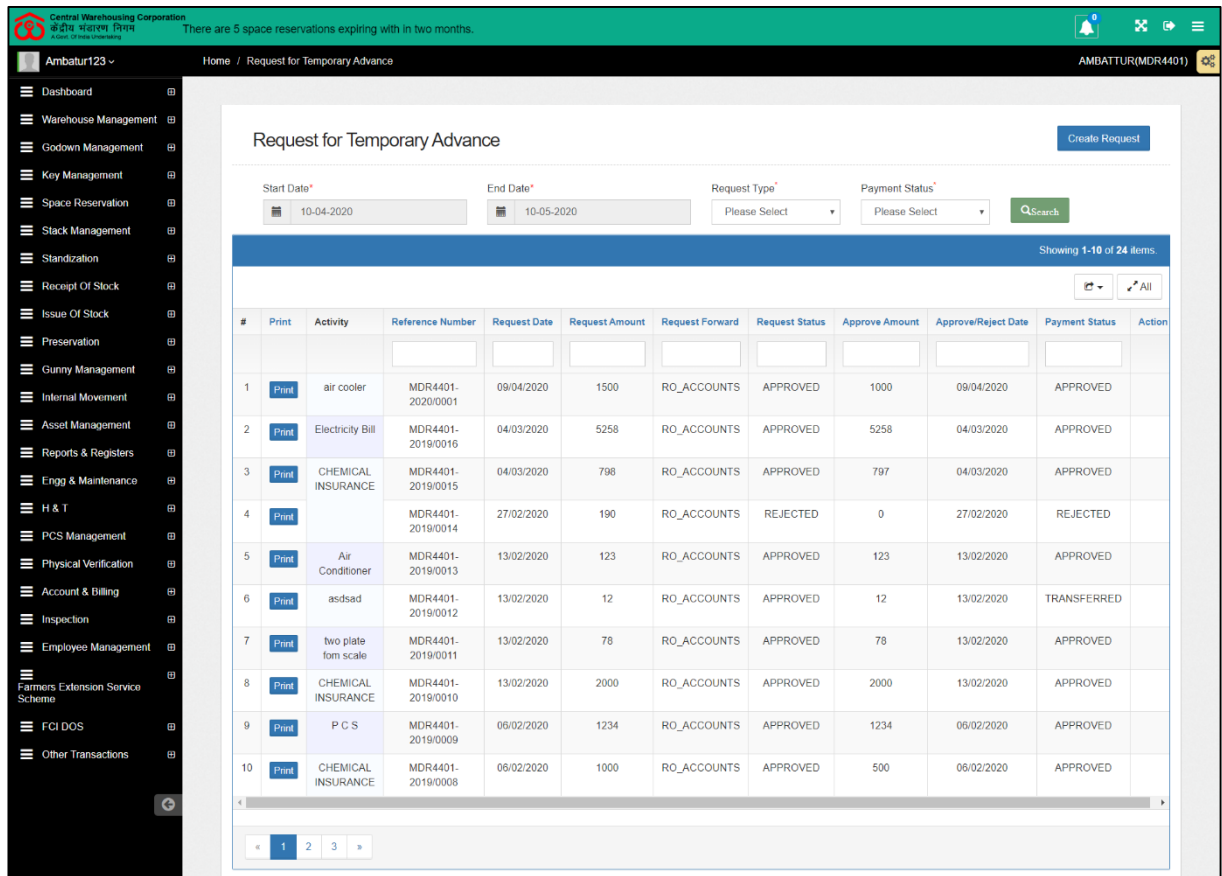 Central Warehousing Corporation
केंद्रीय भंडारण निगम
A Govt. Of India Undertaking
There are 5 space reservations expiring with in two months.
0
Ambatur123
Home / Request for Temporary Advance
AMBATTUR(MDR4401)
Dashboard
Warehouse Management
Godown Management
Key Management
Space Reservation
Stack Management
Standization
Receipt Of Stock
Issue Of Stock
Preservation
Gunny Management
Internal Movement
Asset Management
Reports & Registers
Engg & Maintenance
H & T
PCS Management
Physical Verification
Account & Billing
Inspection
Employee Management
Farmers Extension Service
Scheme
FCI DOS
Other Transactions
Request for Temporary Advance
Create Request
Start Date* End Date* Request Type* Payment Status*
10-04-2020 10-05-2020 Please Select Please Select Search
Showing 1-10 of 24 items.
All
# Print Activity Reference Number Request Date Request Amount Request Forward Request Status Approve Amount Approve/Reject Date Payment Status Action
1 Print air cooler MDR4401- 09/04/2020 1500 RO_ACCOUNTS APPROVED 1000 09/04/2020 APPROVED
2020/0001
2 Print Electricity Bill MDR4401- 04/03/2020 5258 RO_ACCOUNTS APPROVED 5258 04/03/2020 APPROVED
2019/0016
3 Print CHEMICAL MDR4401- 04/03/2020 798 RO_ACCOUNTS APPROVED 797 04/03/2020 APPROVED
INSURANCE 2019/0015
4 Print MDR4401- 27/02/2020 190 RO_ACCOUNTS REJECTED 0 27/02/2020 REJECTED
2019/0014
5 Print Air MDR4401- 13/02/2020 123 RO_ACCOUNTS APPROVED 123 13/02/2020 APPROVED
Conditioner 2019/0013
6 Print asdsad MDR4401- 13/02/2020 12 RO_ACCOUNTS APPROVED 12 13/02/2020 TRANSFERRED
2019/0012
7 Print two plate MDR4401- 13/02/2020 78 RO_ACCOUNTS APPROVED 78 13/02/2020 APPROVED
fom scale 2019/0011
8 Print CHEMICAL MDR4401- 13/02/2020 2000 RO_ACCOUNTS APPROVED 2000 13/02/2020 APPROVED
INSURANCE 2019/0010
9 Print P C S MDR4401- 06/02/2020 1234 RO_ACCOUNTS APPROVED 1234 06/02/2020 APPROVED
2019/0009
10 Print CHEMICAL MDR4401- 06/02/2020 1000 RO_ACCOUNTS APPROVED 500 06/02/2020 APPROVED
INSURANCE 2019/0008
« 1 2 3 »